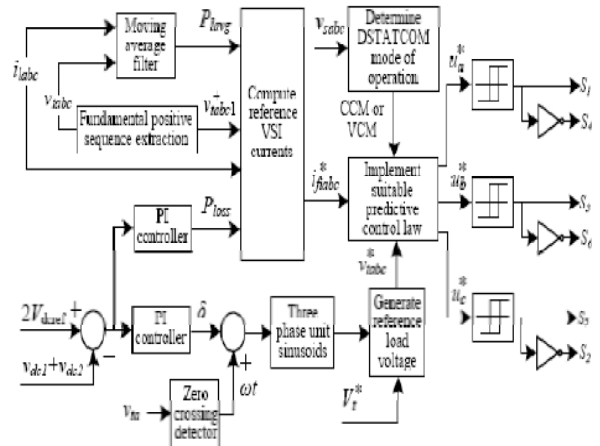 Moving
average
filter
P_lavg
v_sabc
Determine
DSTATCOM
mode of
operation
u_a^*
S_1
S_4
i_labc
v_tabc
Fundamental positive
sequence extraction
v_tabc1^+
Compute
reference
VSI
currents
CCM or
VCM
i_fabc^*
Implement
suitable
predictive
control law
u_b^*
S_6
PI
controller
P_loss
v_tabc^*
u_c^*
2V_dcref
+
−
PI
controller
δ
+
Three
phase unit
sinusoids
Generate
reference
load
voltage
S_2
v_dc1+v_dc2
ωt
v_ta
Zero
crossing
detector
V_t^*